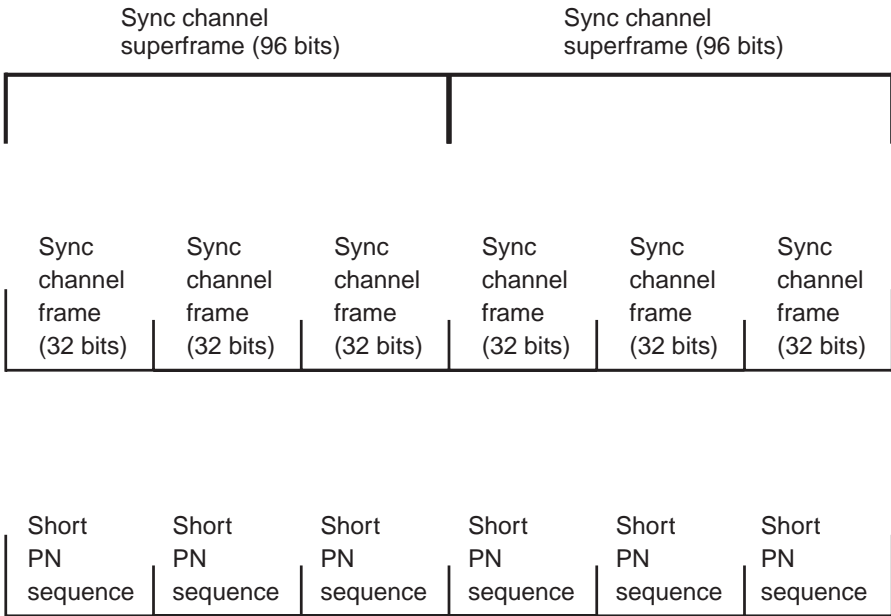 Sync channel
superframe (96 bits)
Sync channel
superframe (96 bits)
Sync
channel
frame
(32 bits)
Sync
channel
frame
(32 bits)
Sync
channel
frame
(32 bits)
Sync
channel
frame
(32 bits)
Sync
channel
frame
(32 bits)
Sync
channel
frame
(32 bits)
Short
PN
sequence
Short
PN
sequence
Short
PN
sequence
Short
PN
sequence
Short
PN
sequence
Short
PN
sequence